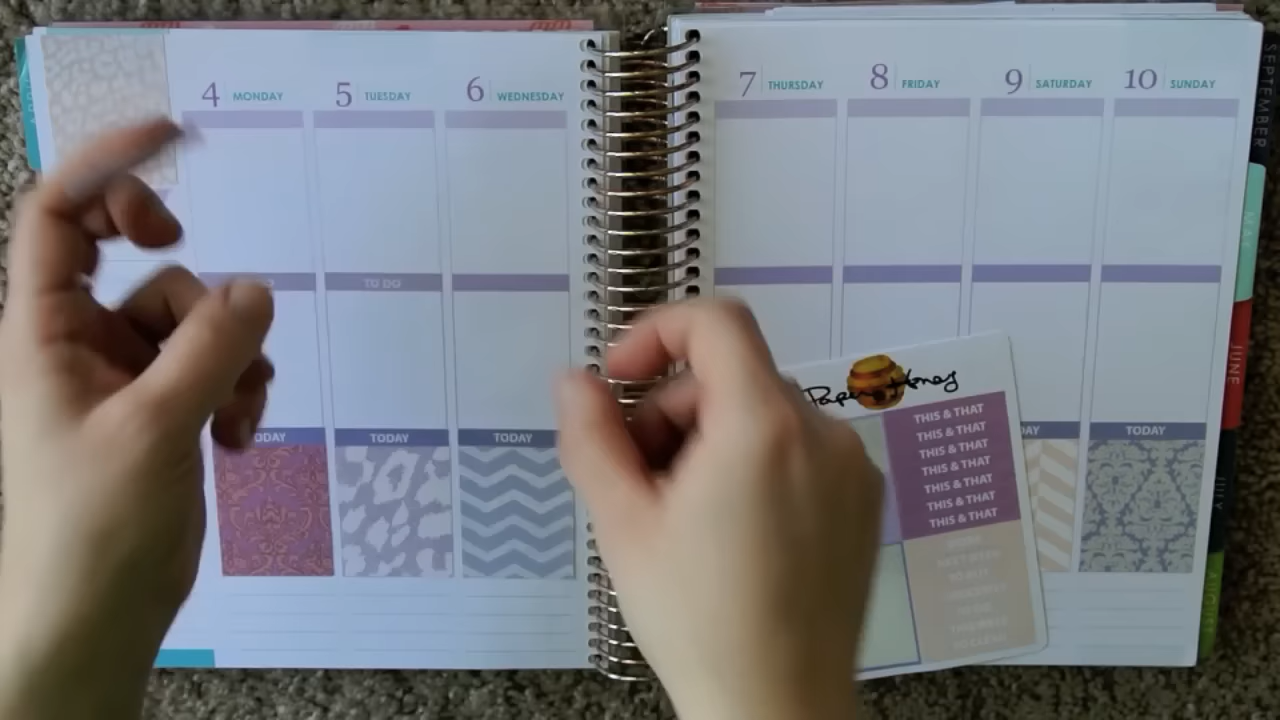 4 MONDAY 5 TUESDAY 6 WEDNESDAY 7 THURSDAY 8 FRIDAY 9 SATURDAY 10 SUNDAY
TO DO
TODAY TODAY TODAY
Paper & Honey
THIS & THAT
THIS & THAT
THIS & THAT
THIS & THAT
THIS & THAT
THIS & THAT
THIS & THAT
TODAY
SEPTEMBER
JUNE
JULY
AUGUST